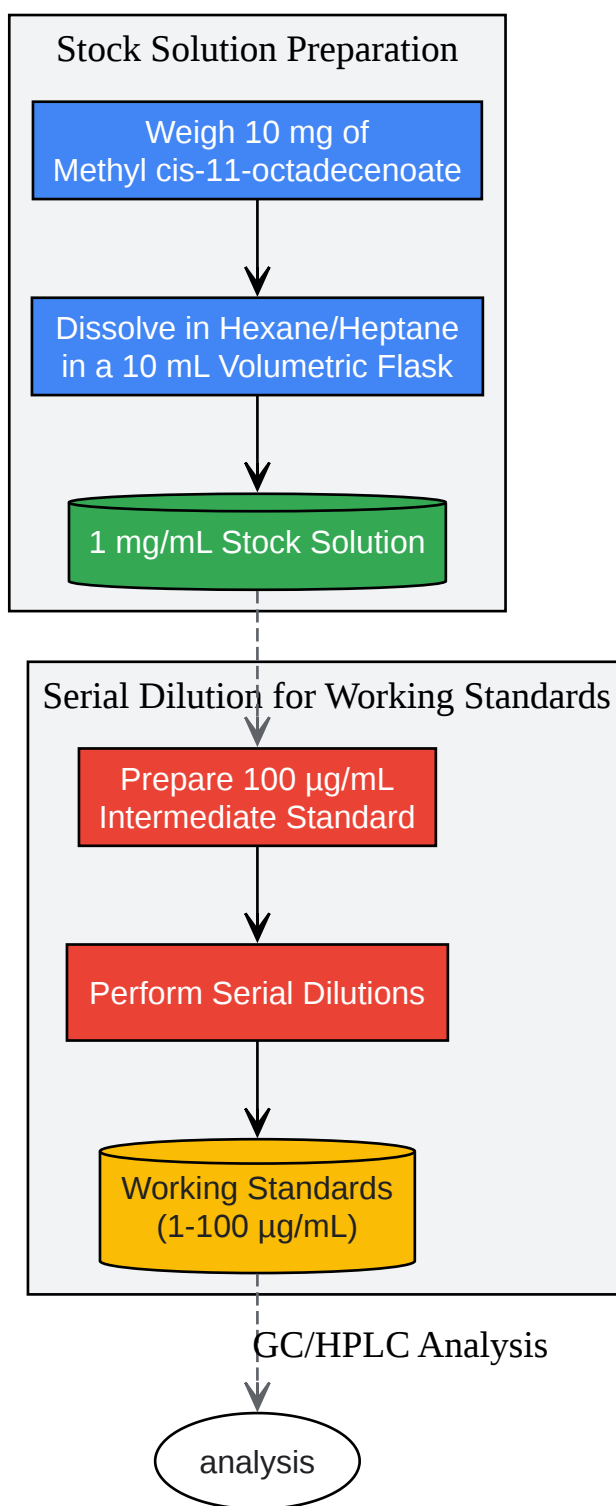 Stock Solution Preparation
Weigh 10 mg of
Methyl cis-11-octadecenoate
Dissolve in Hexane/Heptane
in a 10 mL Volumetric Flask
1 mg/mL Stock Solution
Serial Dilution for Working Standards
Prepare 100 µg/mL
Intermediate Standard
Perform Serial Dilutions
Working Standards
(1-100 µg/mL)
GC/HPLC Analysis
analysis